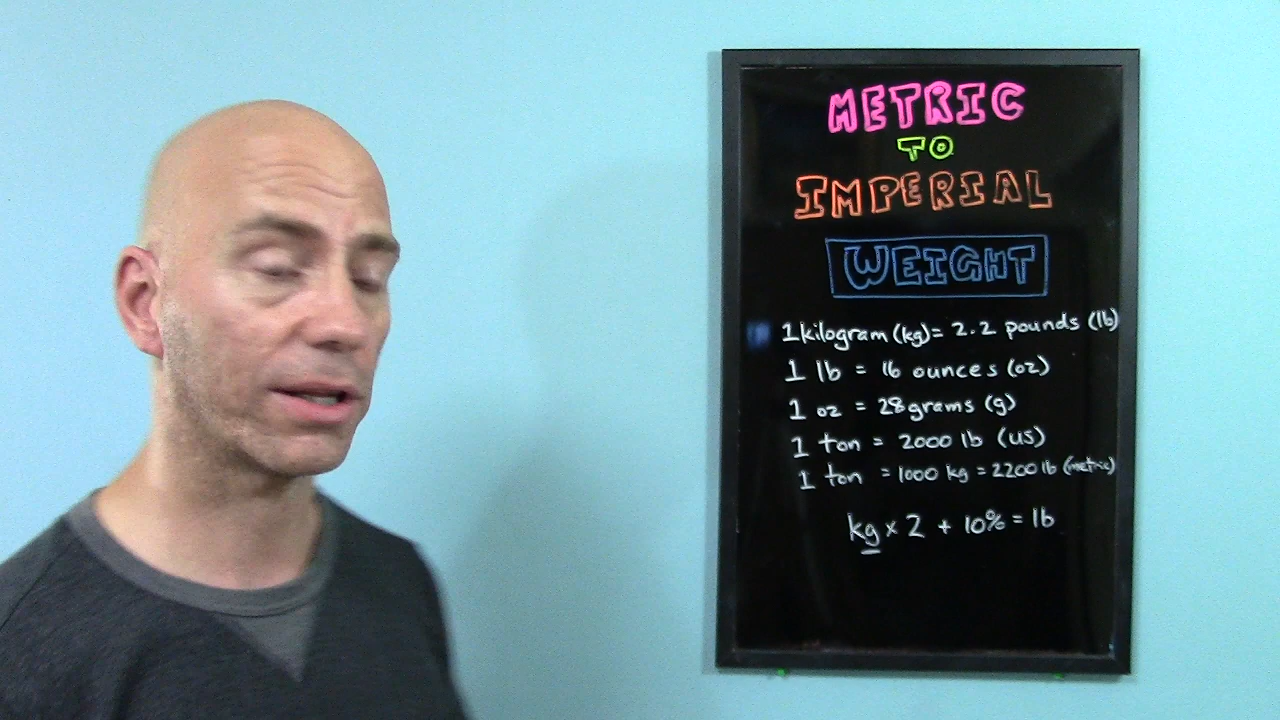 METRIC
TO
IMPERIAL
WEIGHT
1 kilogram (kg) = 2.2 pounds (lb)
1 lb = 16 ounces (oz)
1 oz = 28 grams (g)
1 ton = 2000 lb (us)
1 ton = 1000 kg = 2200 lb (metric)
kg x 2 + 10% = lb